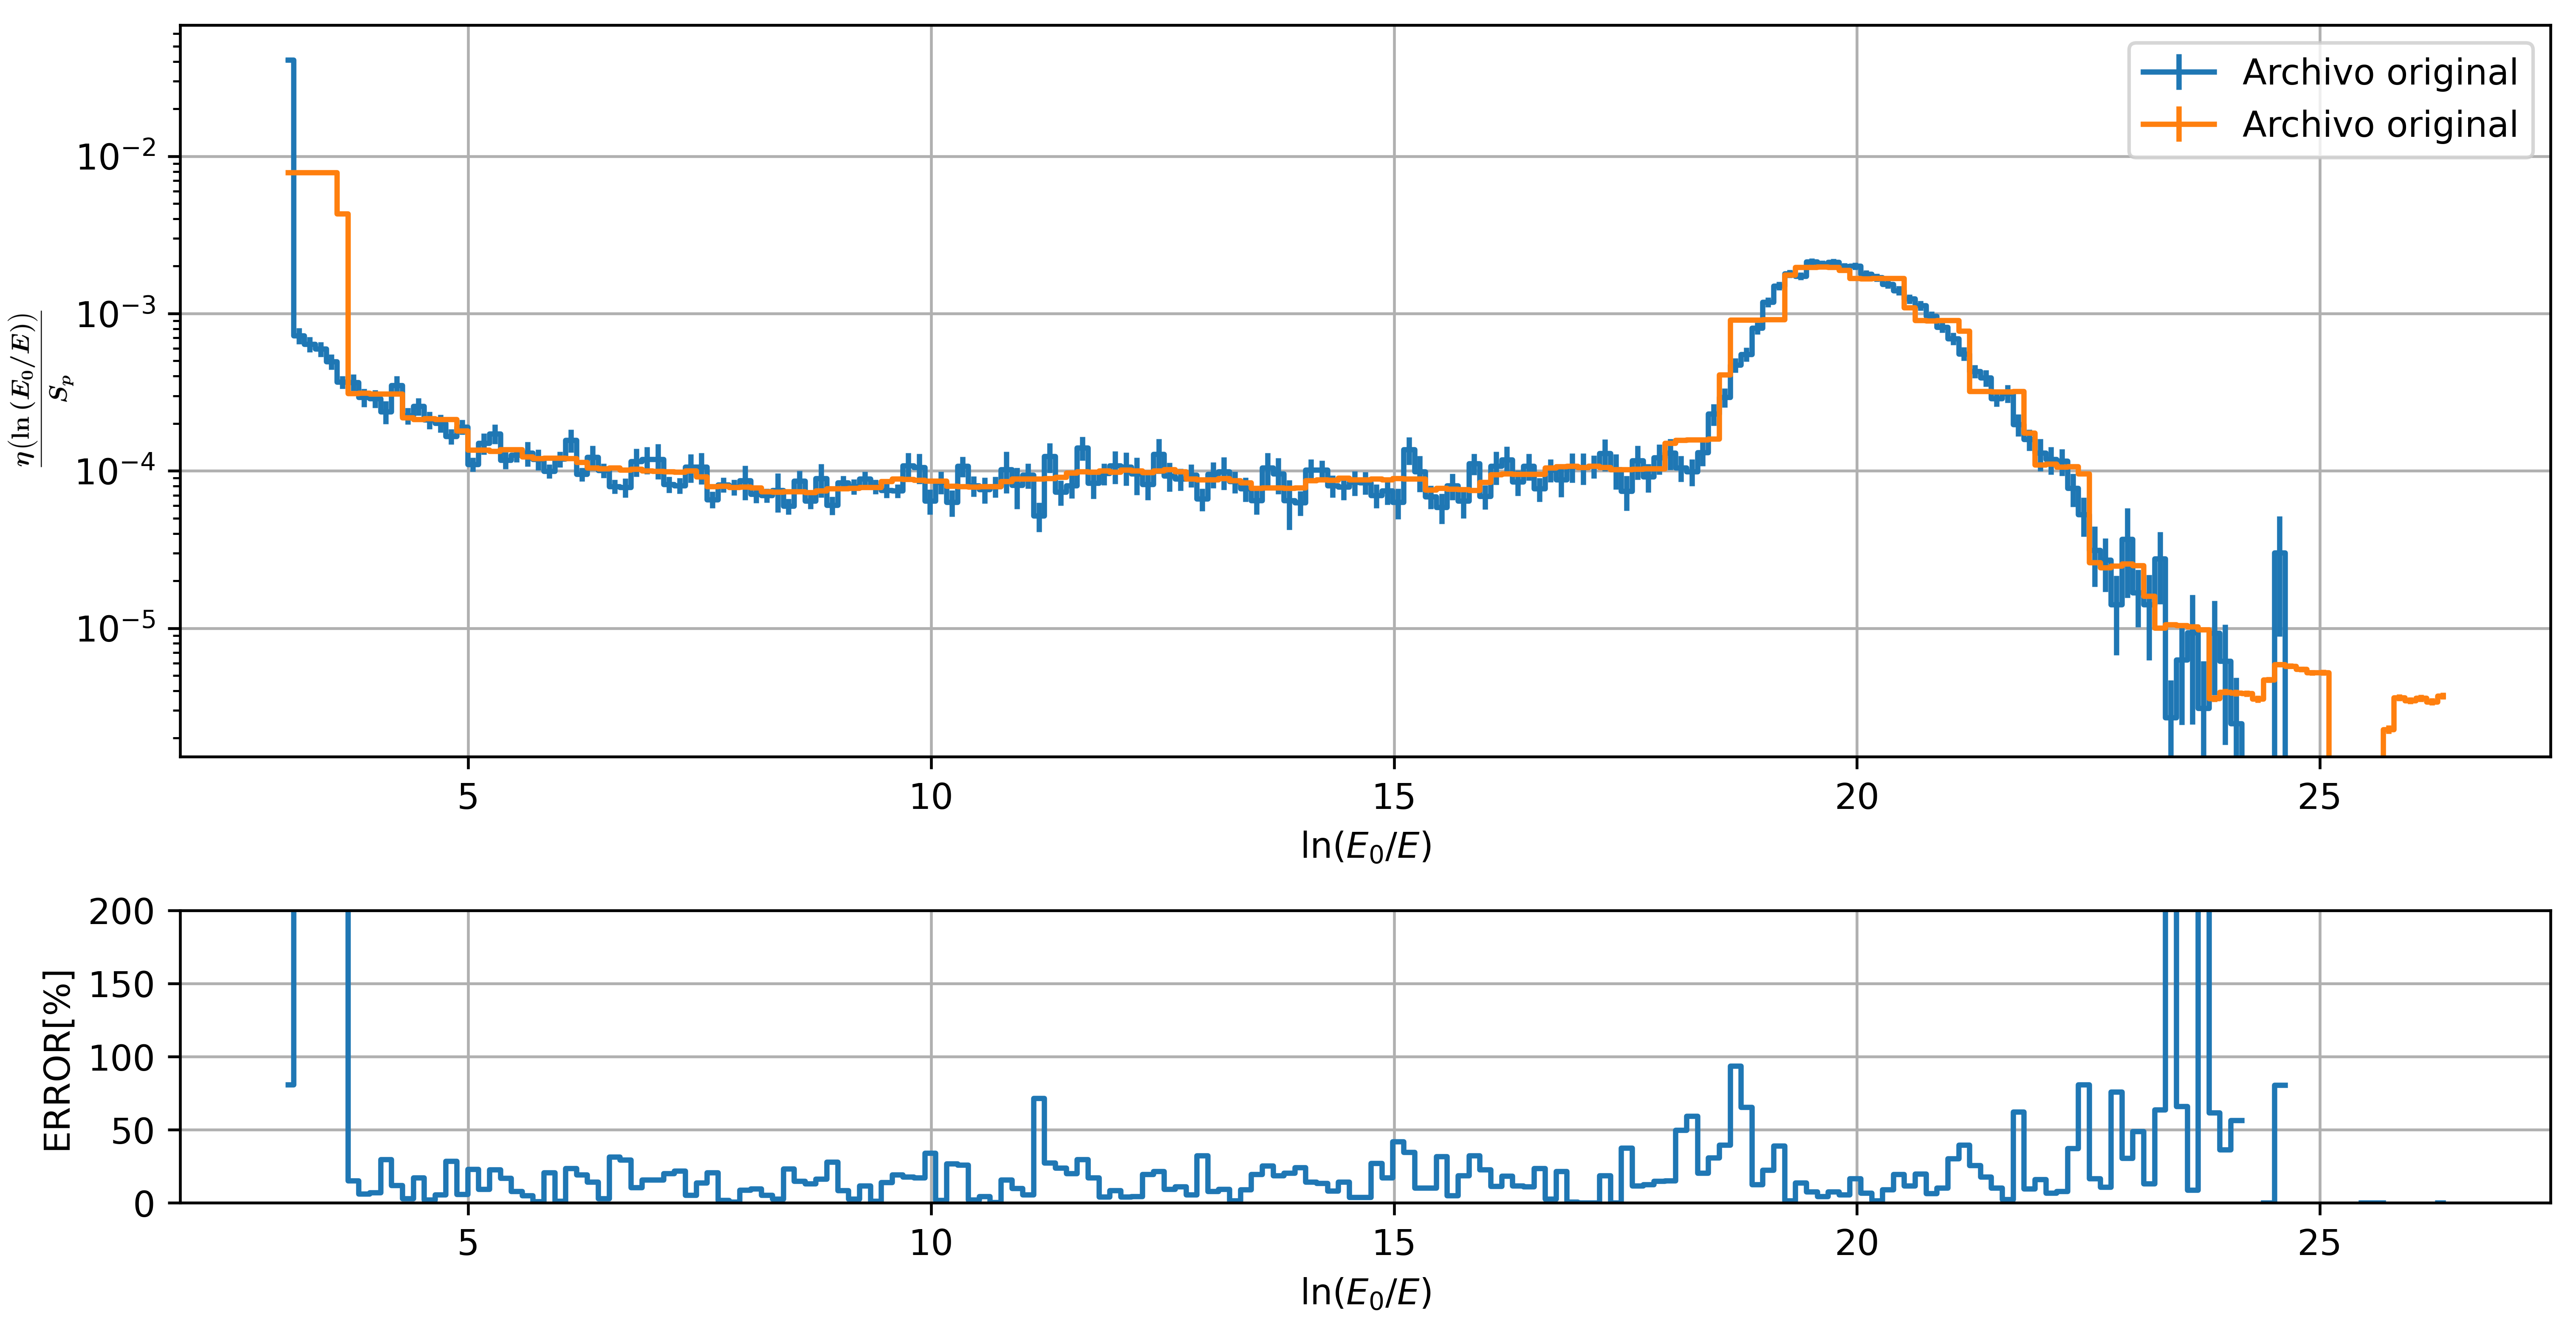 Archivo original
Archivo original
η(ln (E₀/E))
Sₚ
10⁻²
10⁻³
10⁻⁴
10⁻⁵
5 10 15 20 25
ln(E₀/E)
ERROR[%]
200
150
100
50
0
5 10 15 20 25
ln(E₀/E)